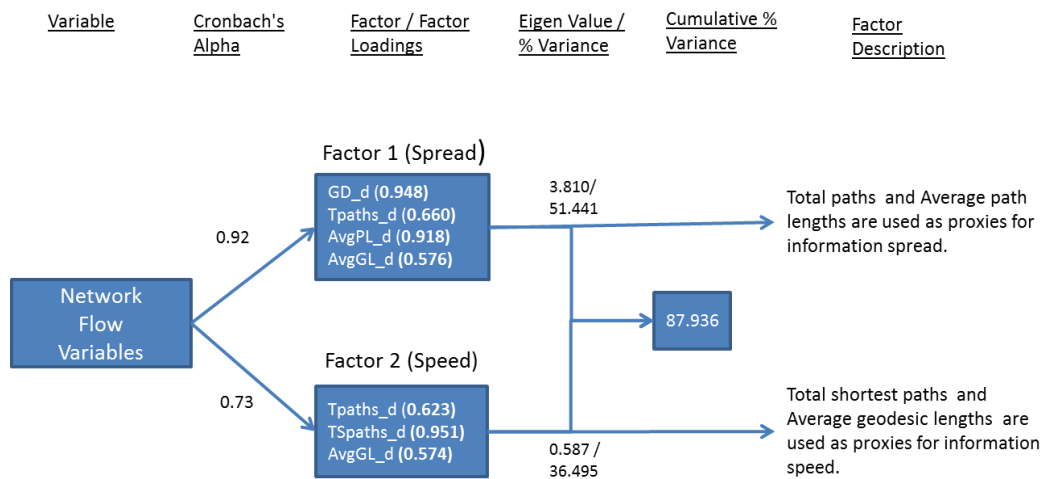 Variable
Cronbach's
Alpha
Factor / Factor
Loadings
Eigen Value /
% Variance
Cumulative %
Variance
Factor
Description
Factor 1 (Spread)
GD_d (0.948)
Tpaths_d (0.660)
AvgPL_d (0.918)
AvgGL_d (0.576)
3.810/
51.441
Total paths and Average path
lengths are used as proxies for
information spread.
0.92
Network
Flow
Variables
87.936
0.73
Factor 2 (Speed)
Tpaths_d (0.623)
TSpaths_d (0.951)
AvgGL_d (0.574)
0.587 /
36.495
Total shortest paths and
Average geodesic lengths are
used as proxies for information
speed.